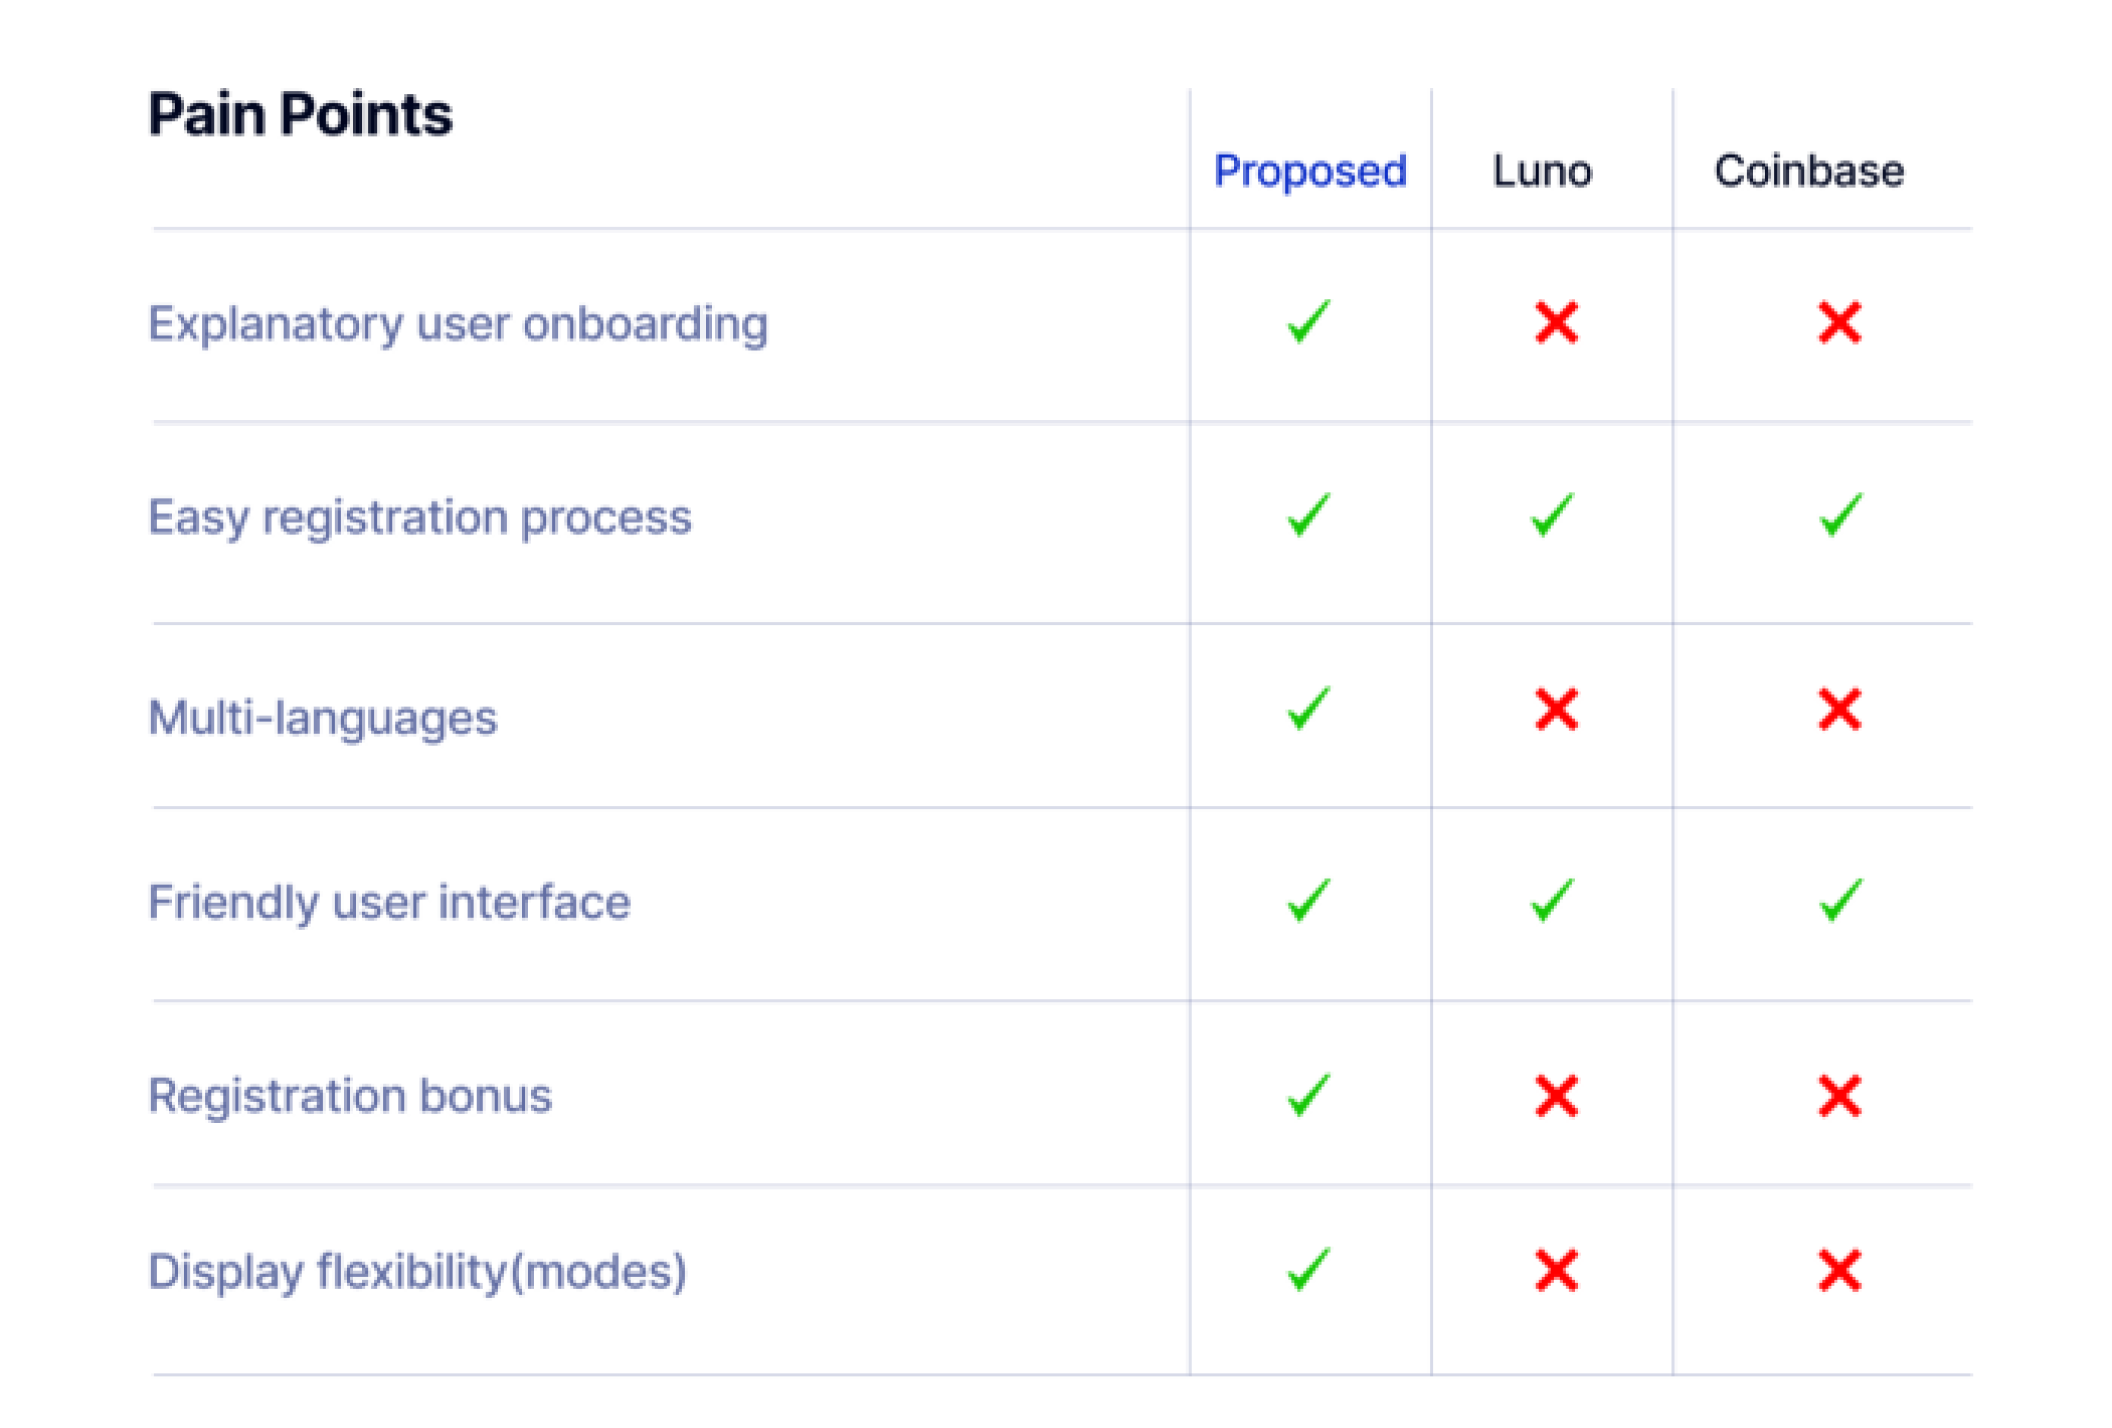 Pain Points
Proposed Luno Coinbase
Explanatory user onboarding ✓ ✕ ✕
Easy registration process ✓ ✓ ✓
Multi-languages ✓ ✕ ✕
Friendly user interface ✓ ✓ ✓
Registration bonus ✓ ✕ ✕
Display flexibility(modes) ✓ ✕ ✕